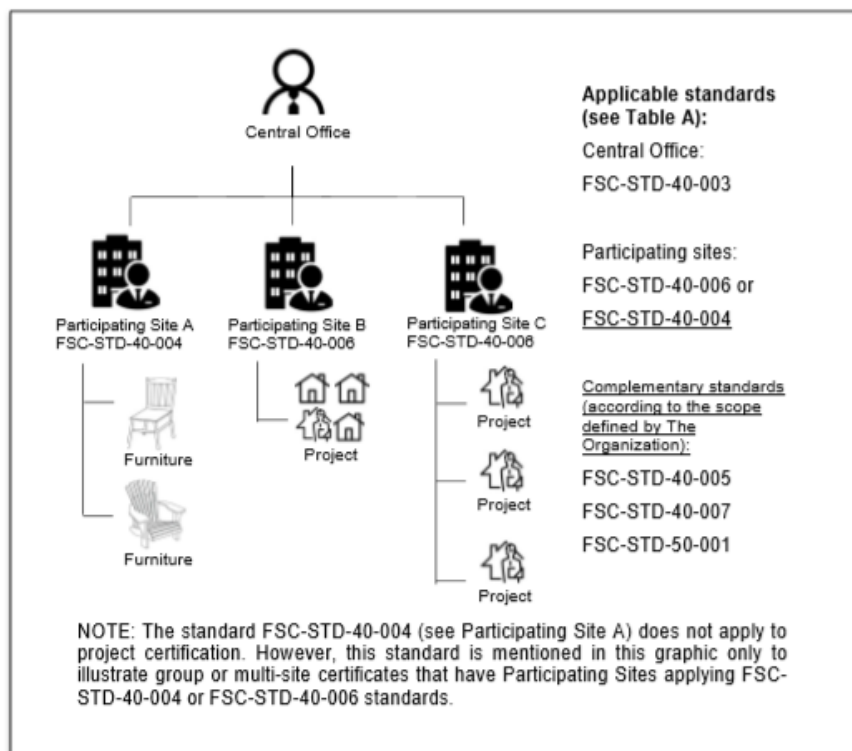 Central Office
Applicable standards
(see Table A):
Central Office:
FSC-STD-40-003
Participating sites:
FSC-STD-40-006 or
FSC-STD-40-004
Complementary standards
(according to the scope
defined by The
Organization):
FSC-STD-40-005
FSC-STD-40-007
FSC-STD-50-001
Participating Site A
FSC-STD-40-004
Furniture
Furniture
Participating Site B
FSC-STD-40-006
Project
Participating Site C
FSC-STD-40-006
Project
Project
Project
NOTE: The standard FSC-STD-40-004 (see Participating Site A) does not apply to
project certification. However, this standard is mentioned in this graphic only to
illustrate group or multi-site certificates that have Participating Sites applying FSC-
STD-40-004 or FSC-STD-40-006 standards.